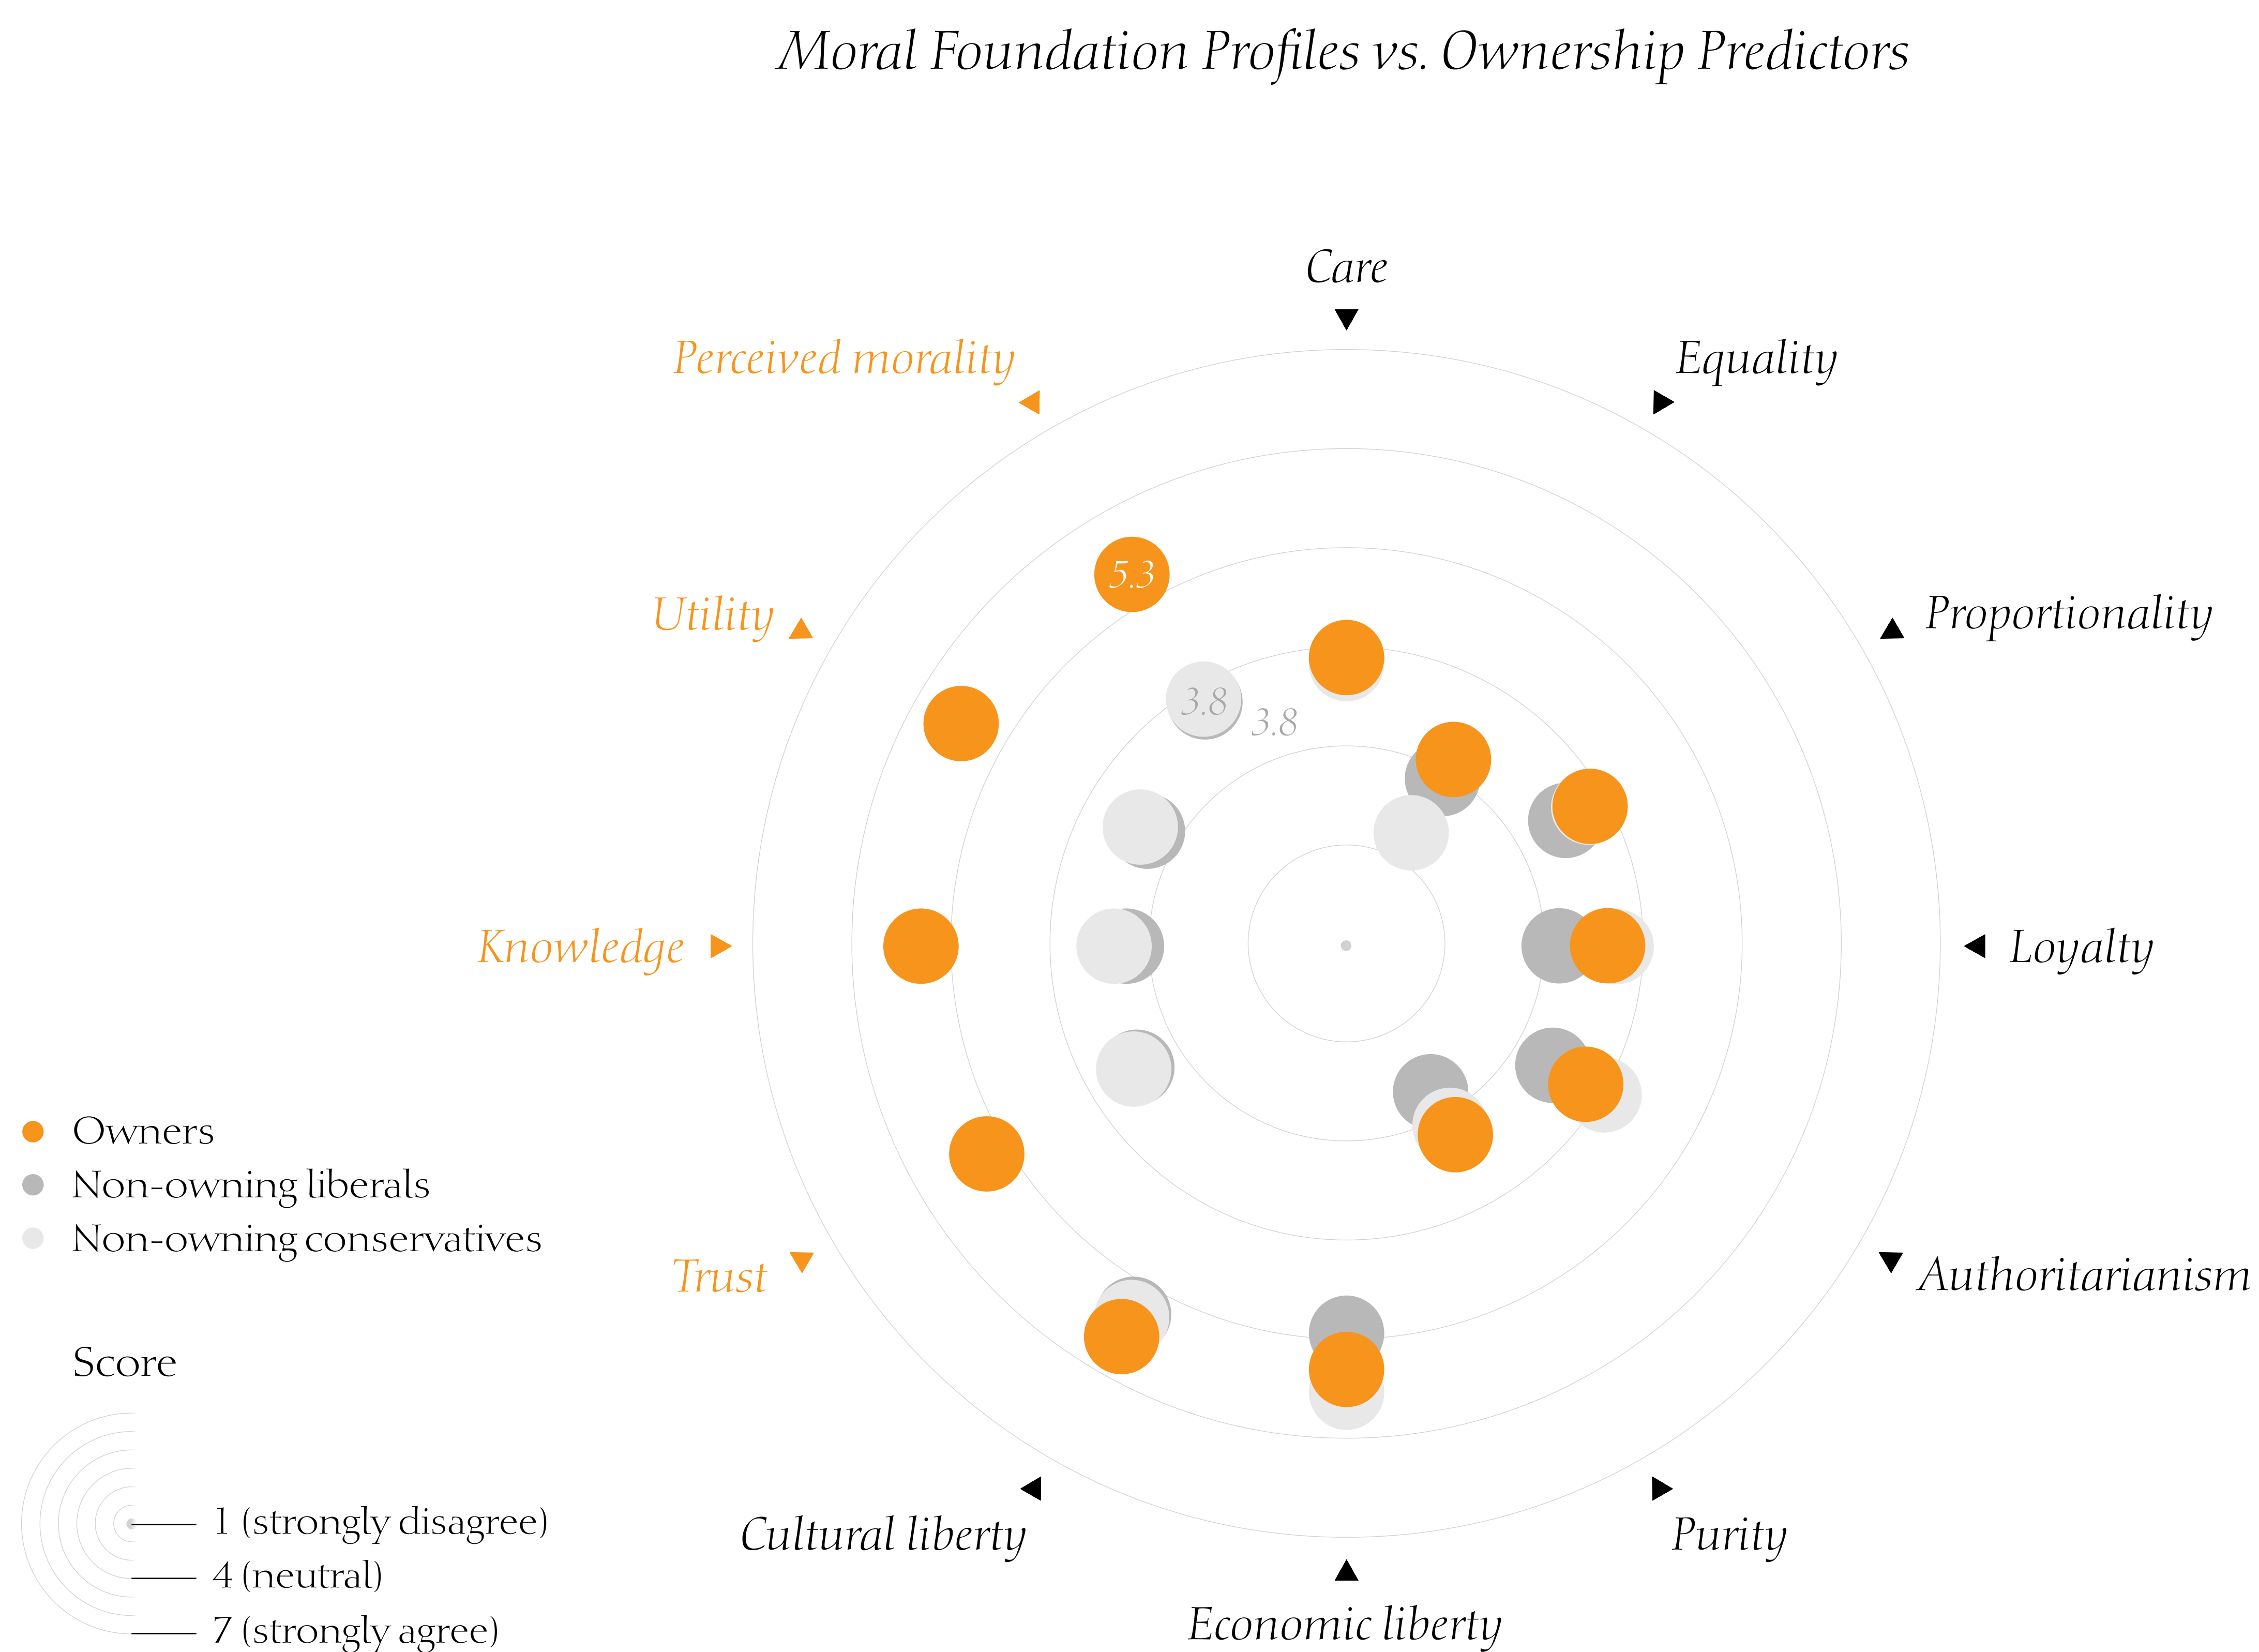 Moral Foundation Profiles vs. Ownership Predictors
Care
Perceived morality
Equality
5.3
Utility
Proportionality
3.8
3.8
Knowledge
Loyalty
Owners
Non-owning liberals
Non-owning conservatives
Trust
Authoritarianism
Score
1 (strongly disagree)
4 (neutral)
7 (strongly agree)
Cultural liberty
Purity
Economic liberty